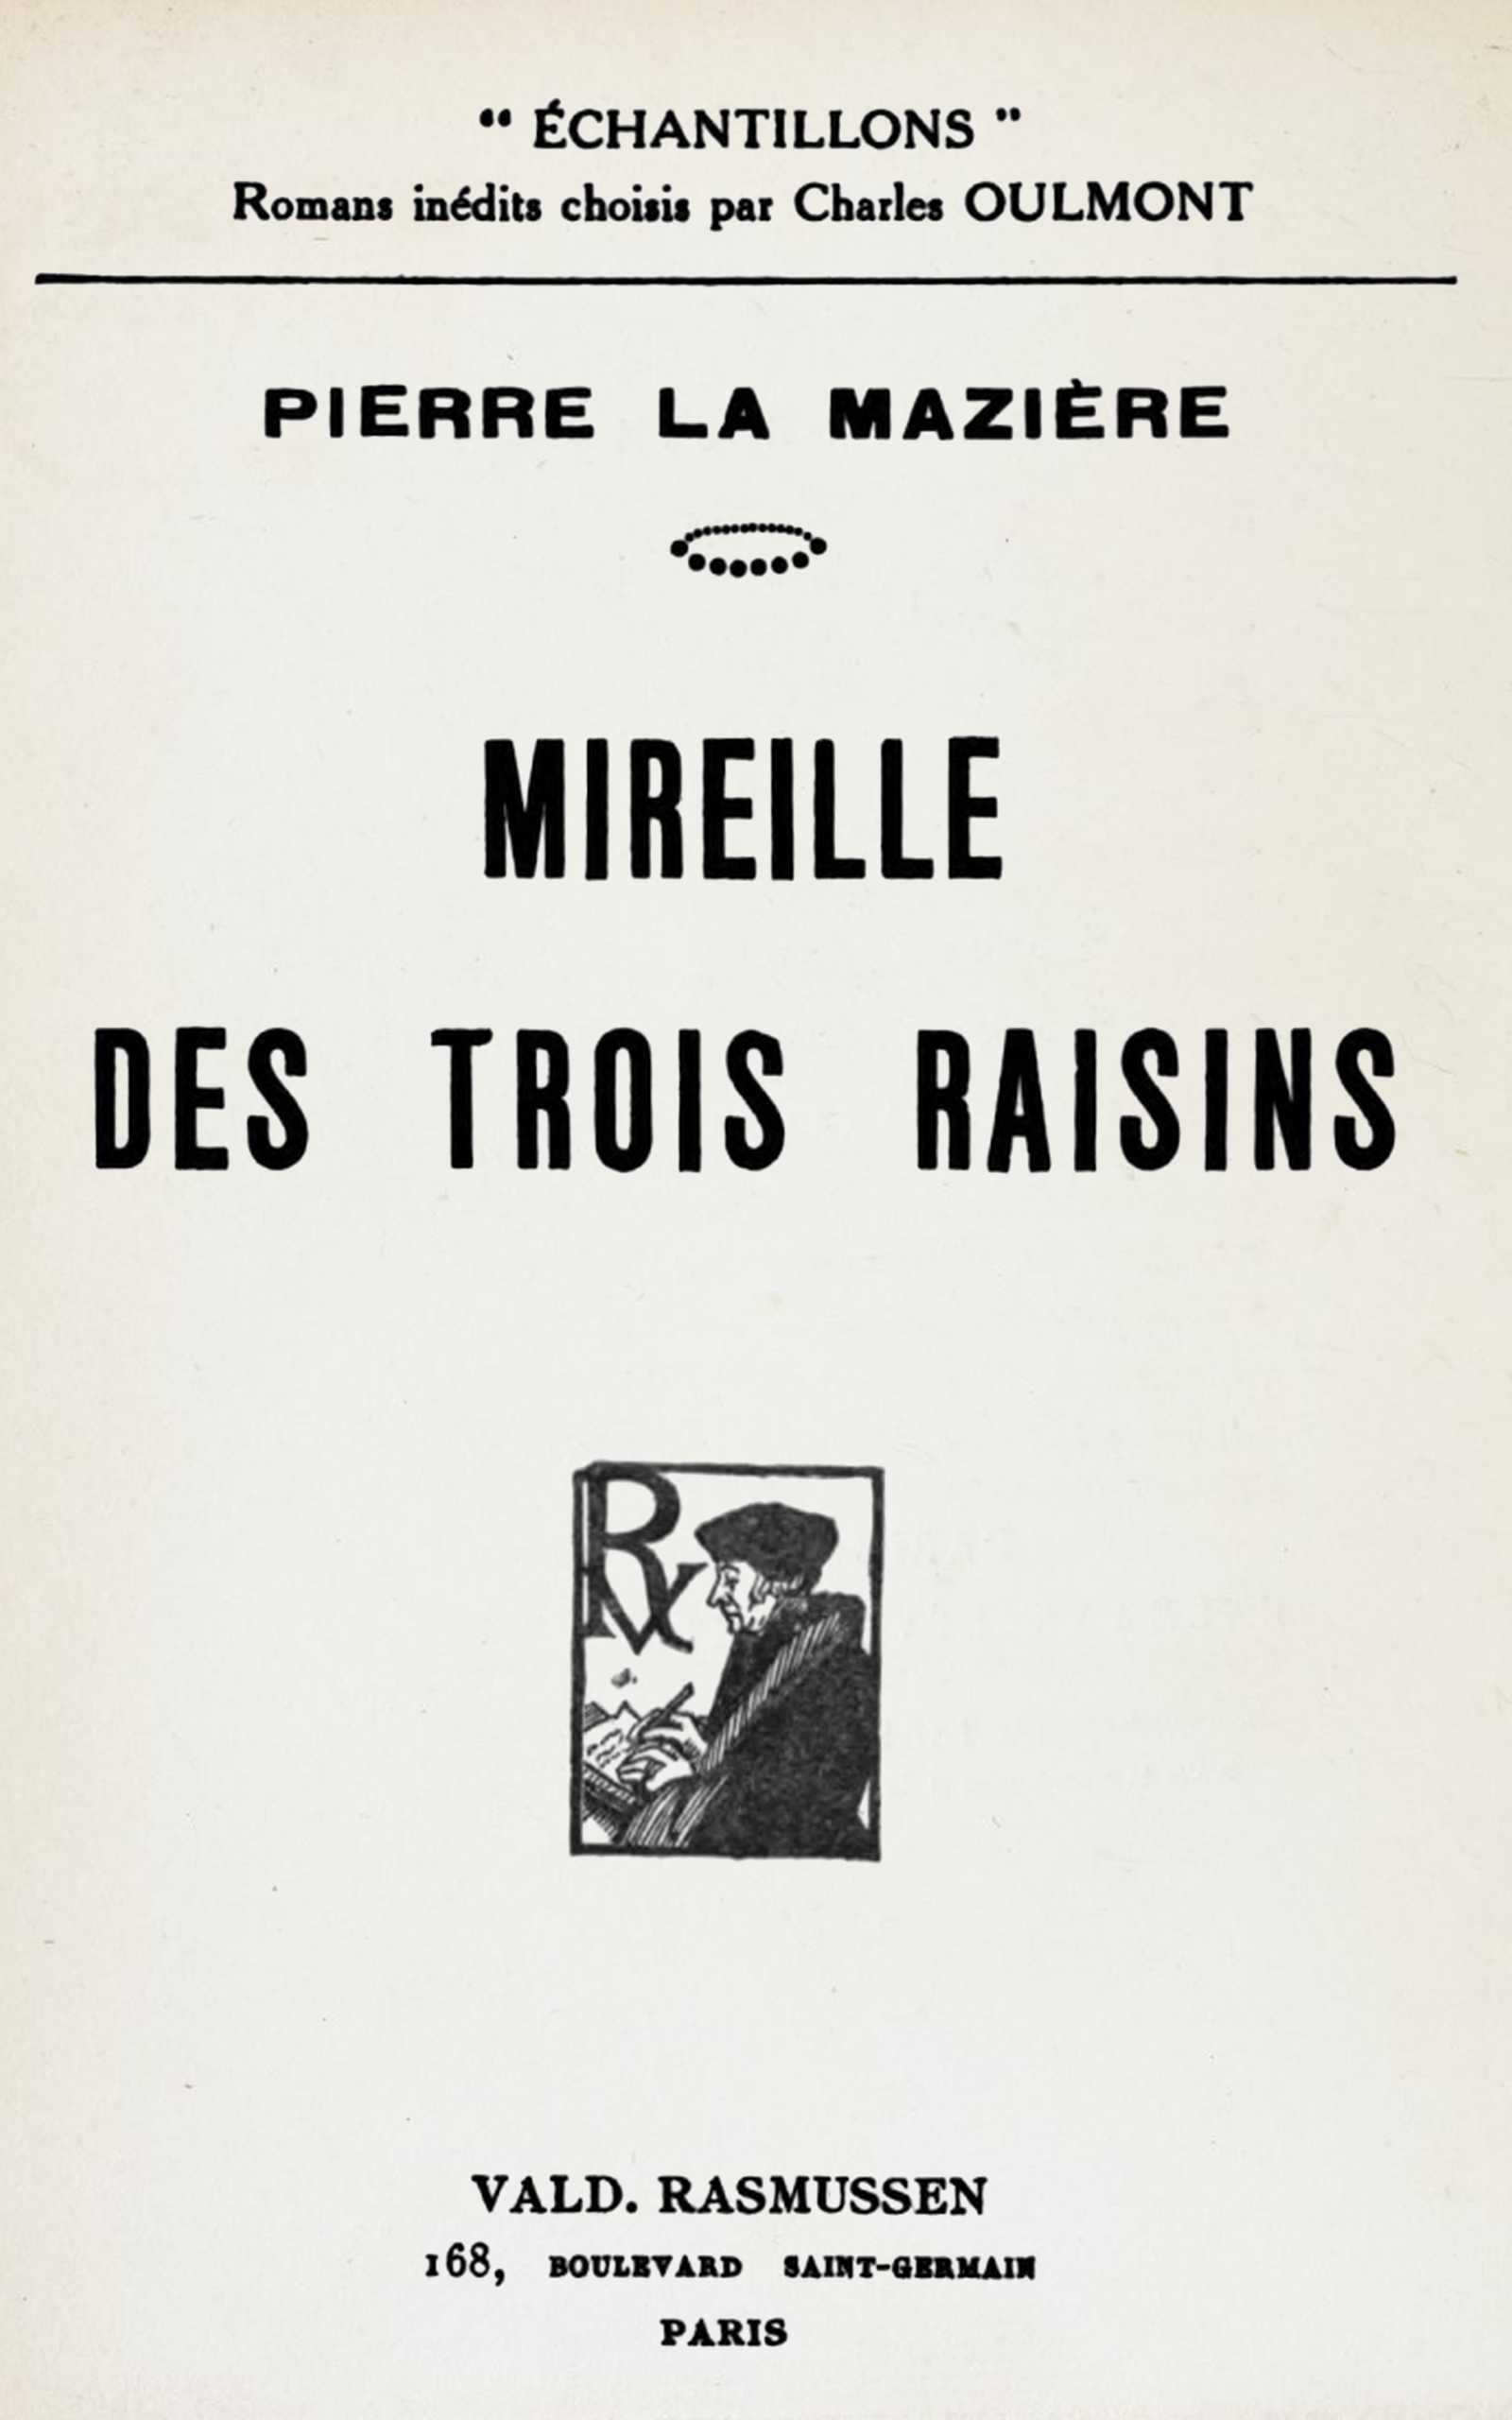 “ ÉCHANTILLONS ”
Romans inédits choisis par Charles OULMONT
PIERRE LA MAZIÈRE
MIREILLE
DES TROIS RAISINS
RX
VALD. RASMUSSEN
168, BOULEVARD SAINT-GERMAIN
PARIS